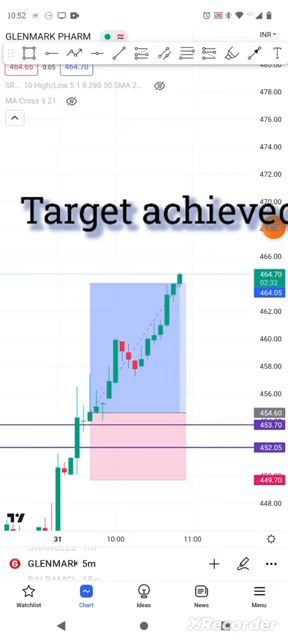 10:52
GLENMARK PHARM
INR
464.65 0.05 464.70
SR... 10 High/Low 5 1 6 290 50 SMA 2...
MA Cross 9 21
480.00
478.00
476.00
474.00
472.00
470.00
Target achieved
468.00
466.00
464.70
02:32
464.05
462.00
460.00
458.00
456.00
454.60
453.70
452.05
449.70
448.00
31 10:00 11:00
GLENMARK 5m
Watchlist Chart Ideas News Menu
XRecorder